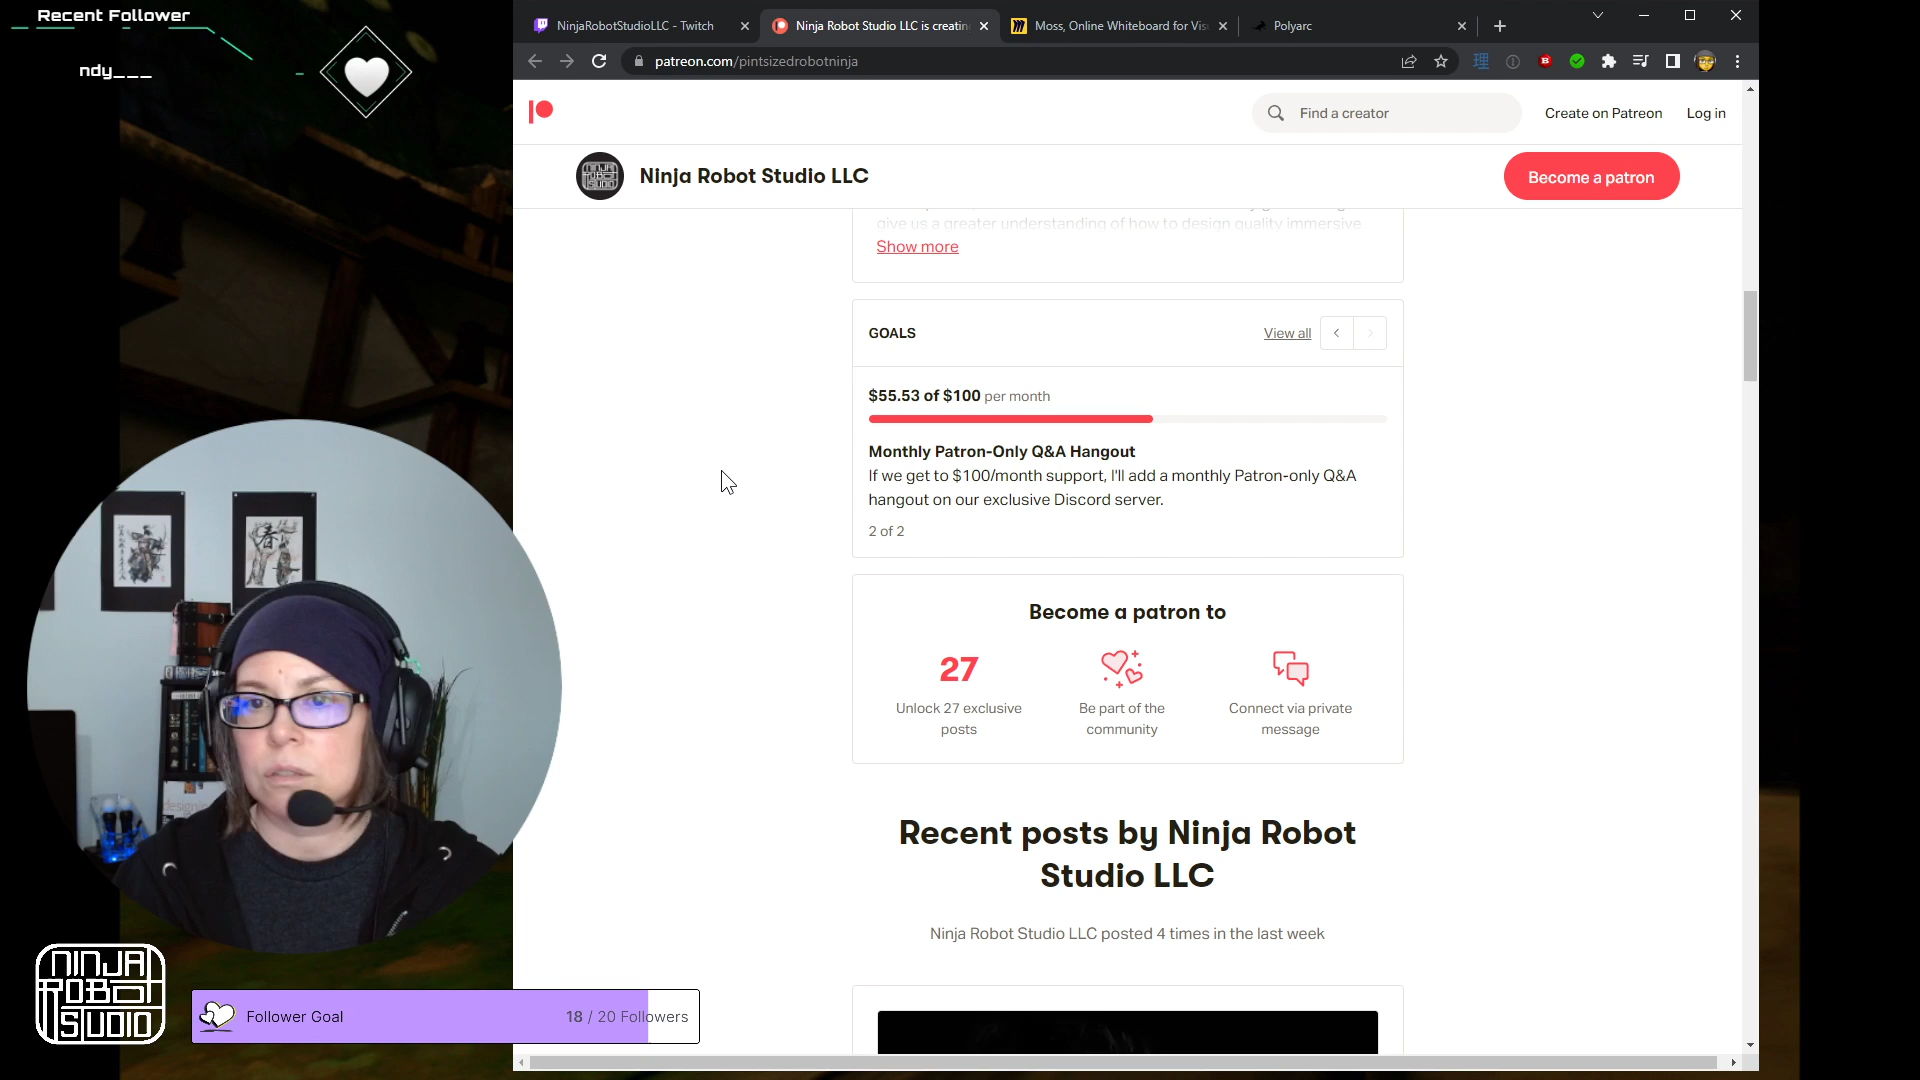 Recent Follower
ndy___
NinjaRobotStudioLLC - Twitch
Ninja Robot Studio LLC is creatin
Moss, Online Whiteboard for Vis
Polyarc
patreon.com/pintsizedrobotninja
Find a creator
Create on Patreon
Log in
NINJA ROBOT STUDIO
Ninja Robot Studio LLC
Become a patron
give us a greater understanding of how to design quality immersive
Show more
GOALS
View all
$55.53 of $100 per month
Monthly Patron-Only Q&A Hangout
If we get to $100/month support, I'll add a monthly Patron-only Q&A
hangout on our exclusive Discord server.
2 of 2
Become a patron to
27
Unlock 27 exclusive
posts
Be part of the
community
Connect via private
message
Recent posts by Ninja Robot
Studio LLC
Ninja Robot Studio LLC posted 4 times in the last week
春
NINJA
ROBOT
STUDIO
Follower Goal
18 / 20 Followers